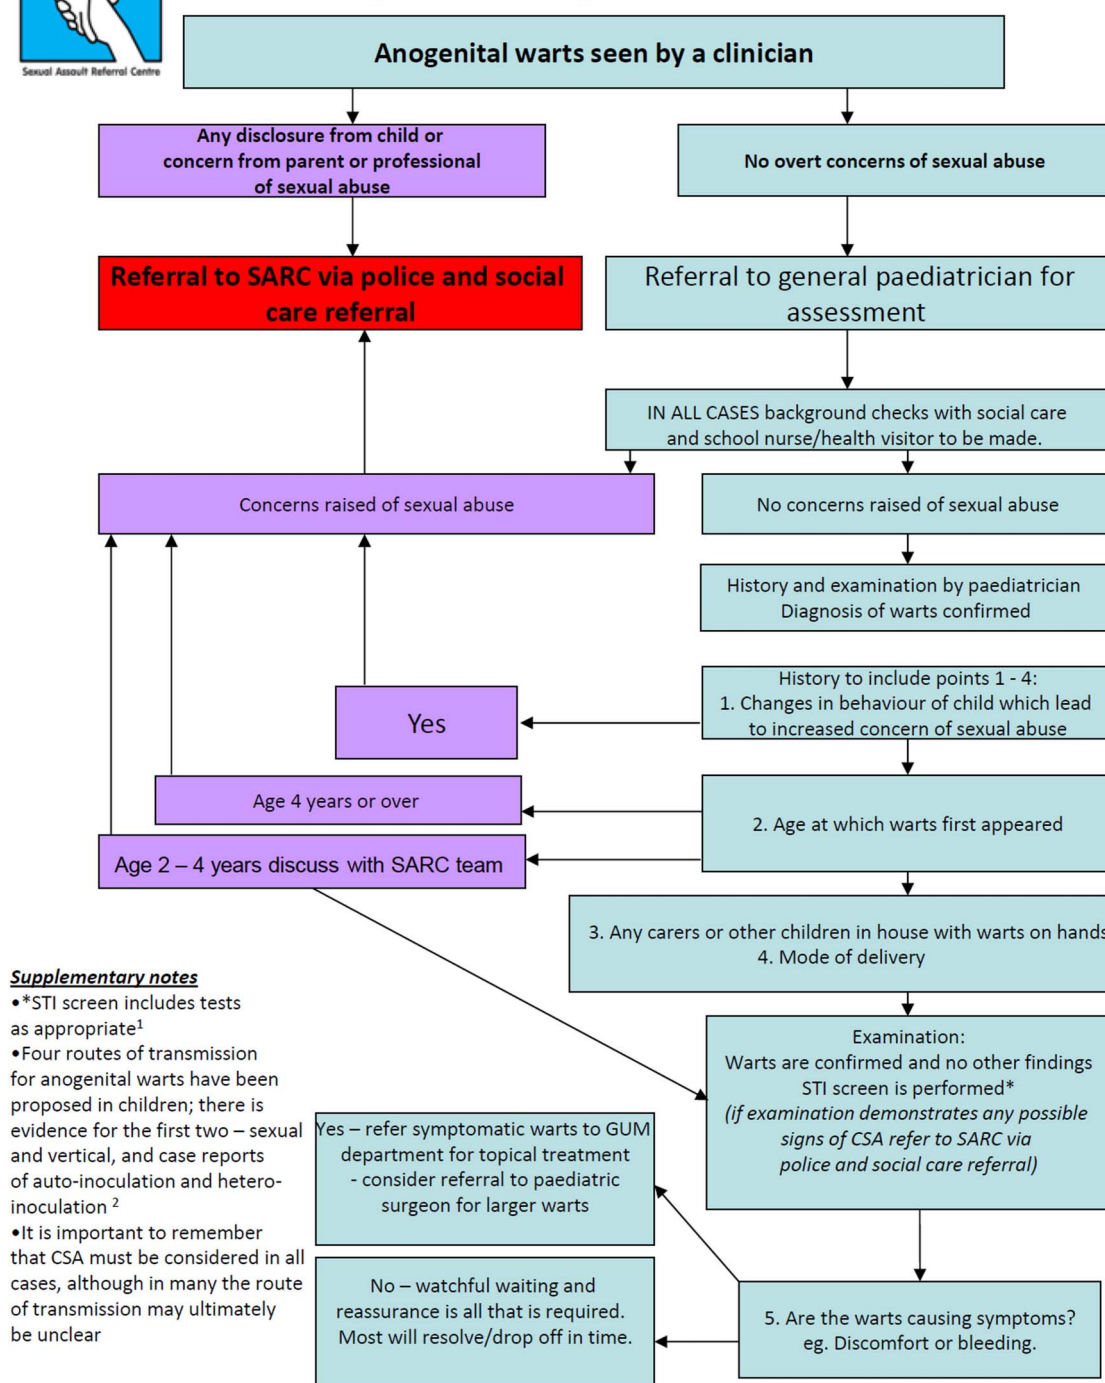 Sexual Assault Referral Centre
Anogenital warts seen by a clinician
Any disclosure from child or
concern from parent or professional
of sexual abuse
No overt concerns of sexual abuse
Referral to SARC via police and social
care referral
Referral to general paediatrician for
assessment
IN ALL CASES background checks with social care
and school nurse/health visitor to be made.
Concerns raised of sexual abuse
No concerns raised of sexual abuse
History and examination by paediatrician
Diagnosis of warts confirmed
History to include points 1 - 4:
1. Changes in behaviour of child which lead
to increased concern of sexual abuse
Yes
Age 4 years or over
2. Age at which warts first appeared
Age 2 – 4 years discuss with SARC team
3. Any carers or other children in house with warts on hands
4. Mode of delivery
Supplementary notes
•*STI screen includes tests
as appropriate1
•Four routes of transmission
for anogenital warts have been
proposed in children; there is
evidence for the first two – sexual
and vertical, and case reports
of auto-inoculation and hetero-
inoculation 2
•It is important to remember
that CSA must be considered in all
cases, although in many the route
of transmission may ultimately
be unclear
Examination:
Warts are confirmed and no other findings
STI screen is performed*
(if examination demonstrates any possible
signs of CSA refer to SARC via
police and social care referral)
Yes – refer symptomatic warts to GUM
department for topical treatment
- consider referral to paediatric
surgeon for larger warts
No – watchful waiting and
reassurance is all that is required.
Most will resolve/drop off in time.
5. Are the warts causing symptoms?
eg. Discomfort or bleeding.